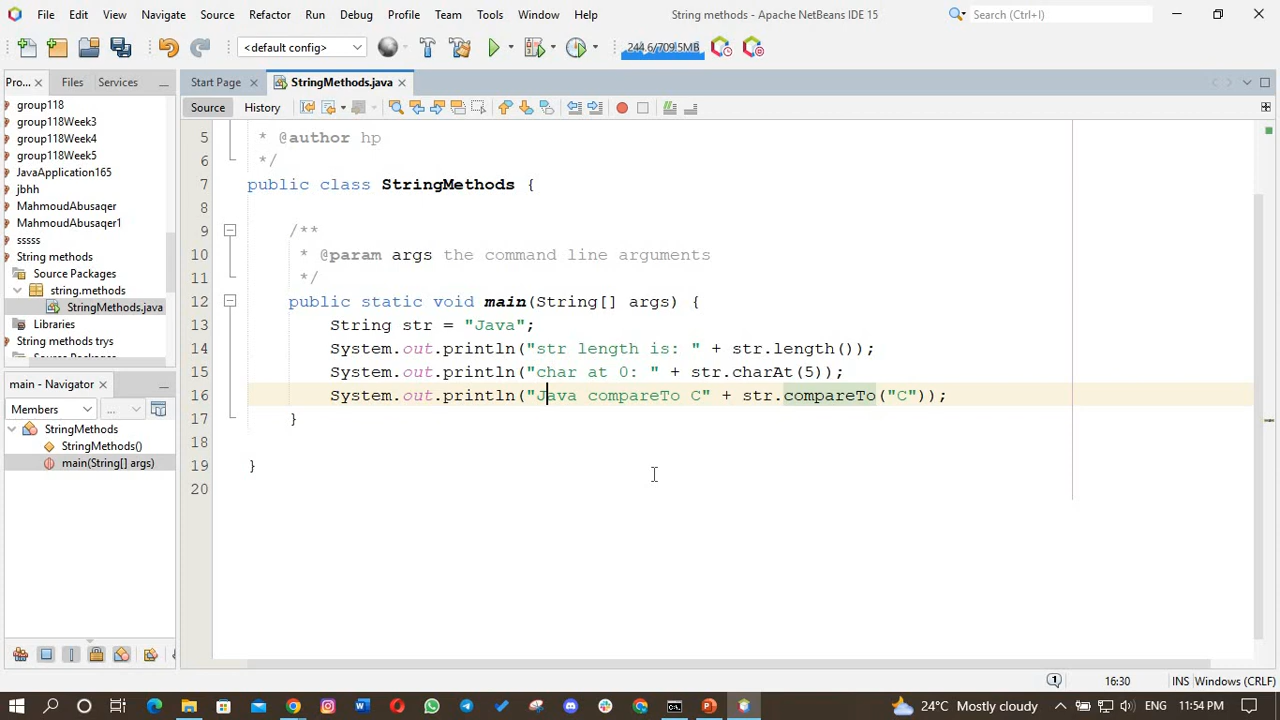 File Edit View Navigate Source Refactor Run Debug Profile Team Tools Window Help String methods - Apache NetBeans IDE 15 Search (Ctrl+I)
<default config> 244.6/709.5MB
Pro... Files Services
Start Page StringMethods.java
Source History
group118
group118Week3
group118Week4
group118Week5
JavaApplication165
jbhh
MahmoudAbusaqer
MahmoudAbusaqer1
sssss
String methods
Source Packages
string.methods
StringMethods.java
Libraries
String methods trys
main - Navigator
Members ...
StringMethods
StringMethods()
main(String[] args)
5 * @author hp
6 */
7 public class StringMethods {
8
9 /**
10 * @param args the command line arguments
11 */
12 public static void main(String[] args) {
13 String str = "Java";
14 System.out.println("str length is: " + str.length());
15 System.out.println("char at 0: " + str.charAt(5));
16 System.out.println("Java compareTo C" + str.compareTo("C"));
17 }
18
19 }
20
1 16:30 INS Windows (CRLF)
24°C Mostly cloudy ENG 11:54 PM